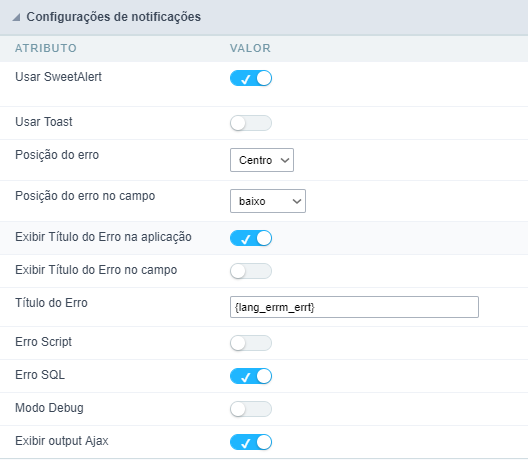 Configurações de notificações
ATRIBUTO VALOR
Usar SweetAlert
Usar Toast
Posição do erro Centro
Posição do erro no campo baixo
Exibir Título do Erro na aplicação
Exibir Título do Erro no campo
Título do Erro {lang_errm_errt}
Erro Script
Erro SQL
Modo Debug
Exibir output Ajax